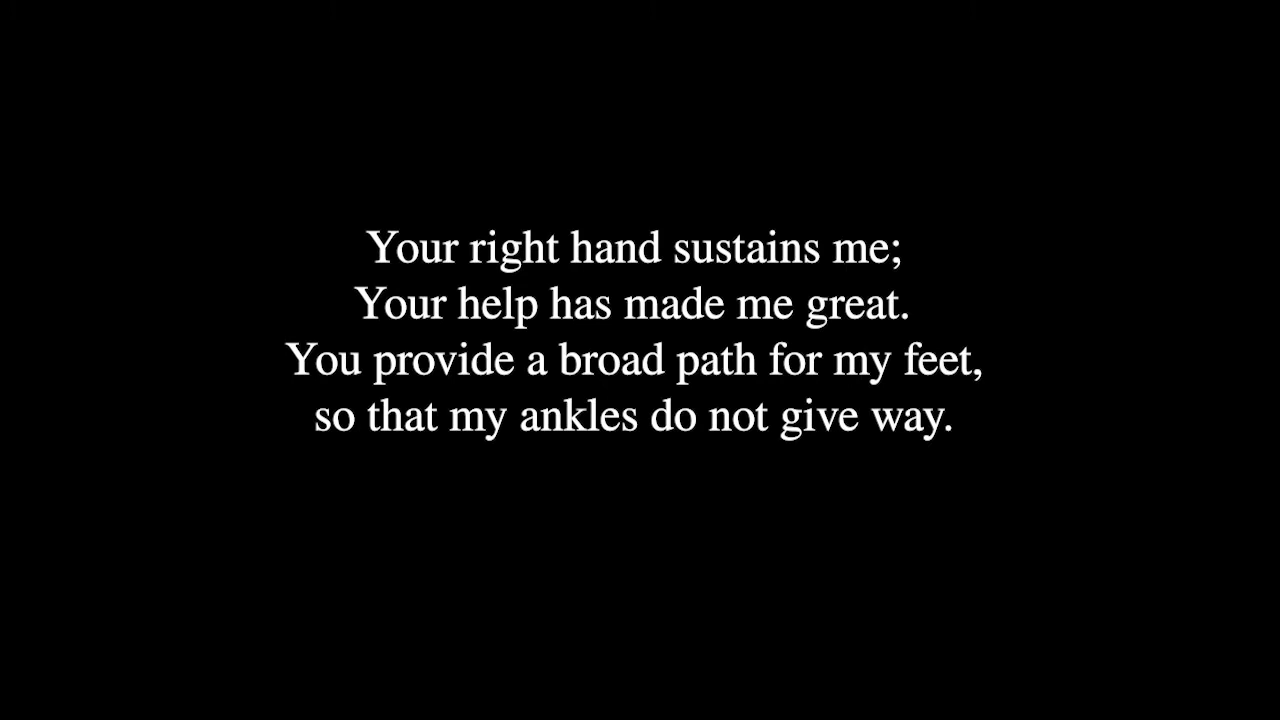 Your right hand sustains me;
Your help has made me great.
You provide a broad path for my feet,
so that my ankles do not give way.